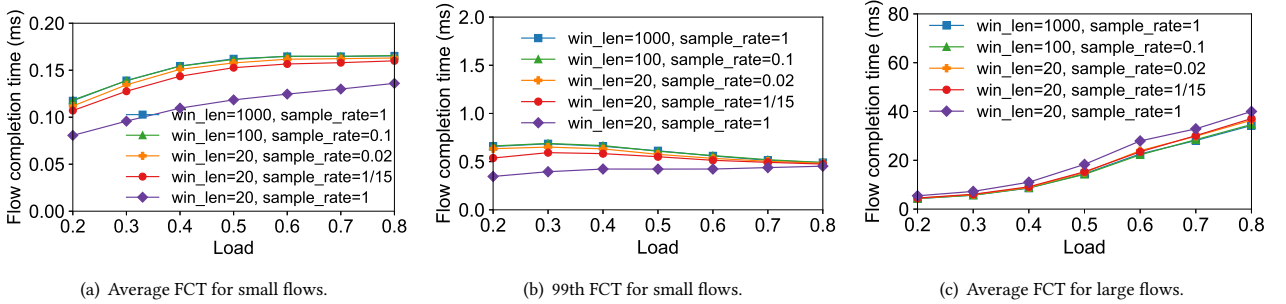 Flow completion time (ms)
0.20
0.15
0.10
0.05
0.00
win_len=1000, sample_rate=1
win_len=100, sample_rate=0.1
win_len=20, sample_rate=0.02
win_len=20, sample_rate=1/15
win_len=20, sample_rate=1
0.2 0.3 0.4 0.5 0.6 0.7 0.8
Load
(a) Average FCT for small flows.
Flow completion time (ms)
2.0
1.5
1.0
0.5
0.0
win_len=1000, sample_rate=1
win_len=100, sample_rate=0.1
win_len=20, sample_rate=0.02
win_len=20, sample_rate=1/15
win_len=20, sample_rate=1
0.2 0.3 0.4 0.5 0.6 0.7 0.8
Load
(b) 99th FCT for small flows.
Flow completion time (ms)
80
60
40
20
0
win_len=1000, sample_rate=1
win_len=100, sample_rate=0.1
win_len=20, sample_rate=0.02
win_len=20, sample_rate=1/15
win_len=20, sample_rate=1
0.2 0.3 0.4 0.5 0.6 0.7 0.8
Load
(c) Average FCT for large flows.